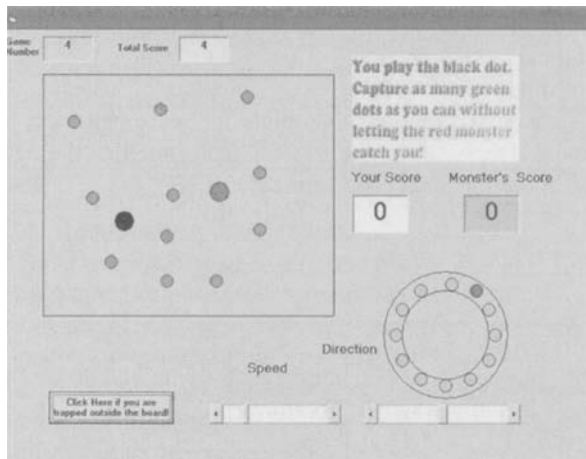 Game Number 4 Total Score 4
You play the black dot.
Capture as many green
dots as you can without
letting the red monster
catch you!
Your Score Monster's Score
0 0
Direction
Speed
Click Here if you are
trapped outside the board!